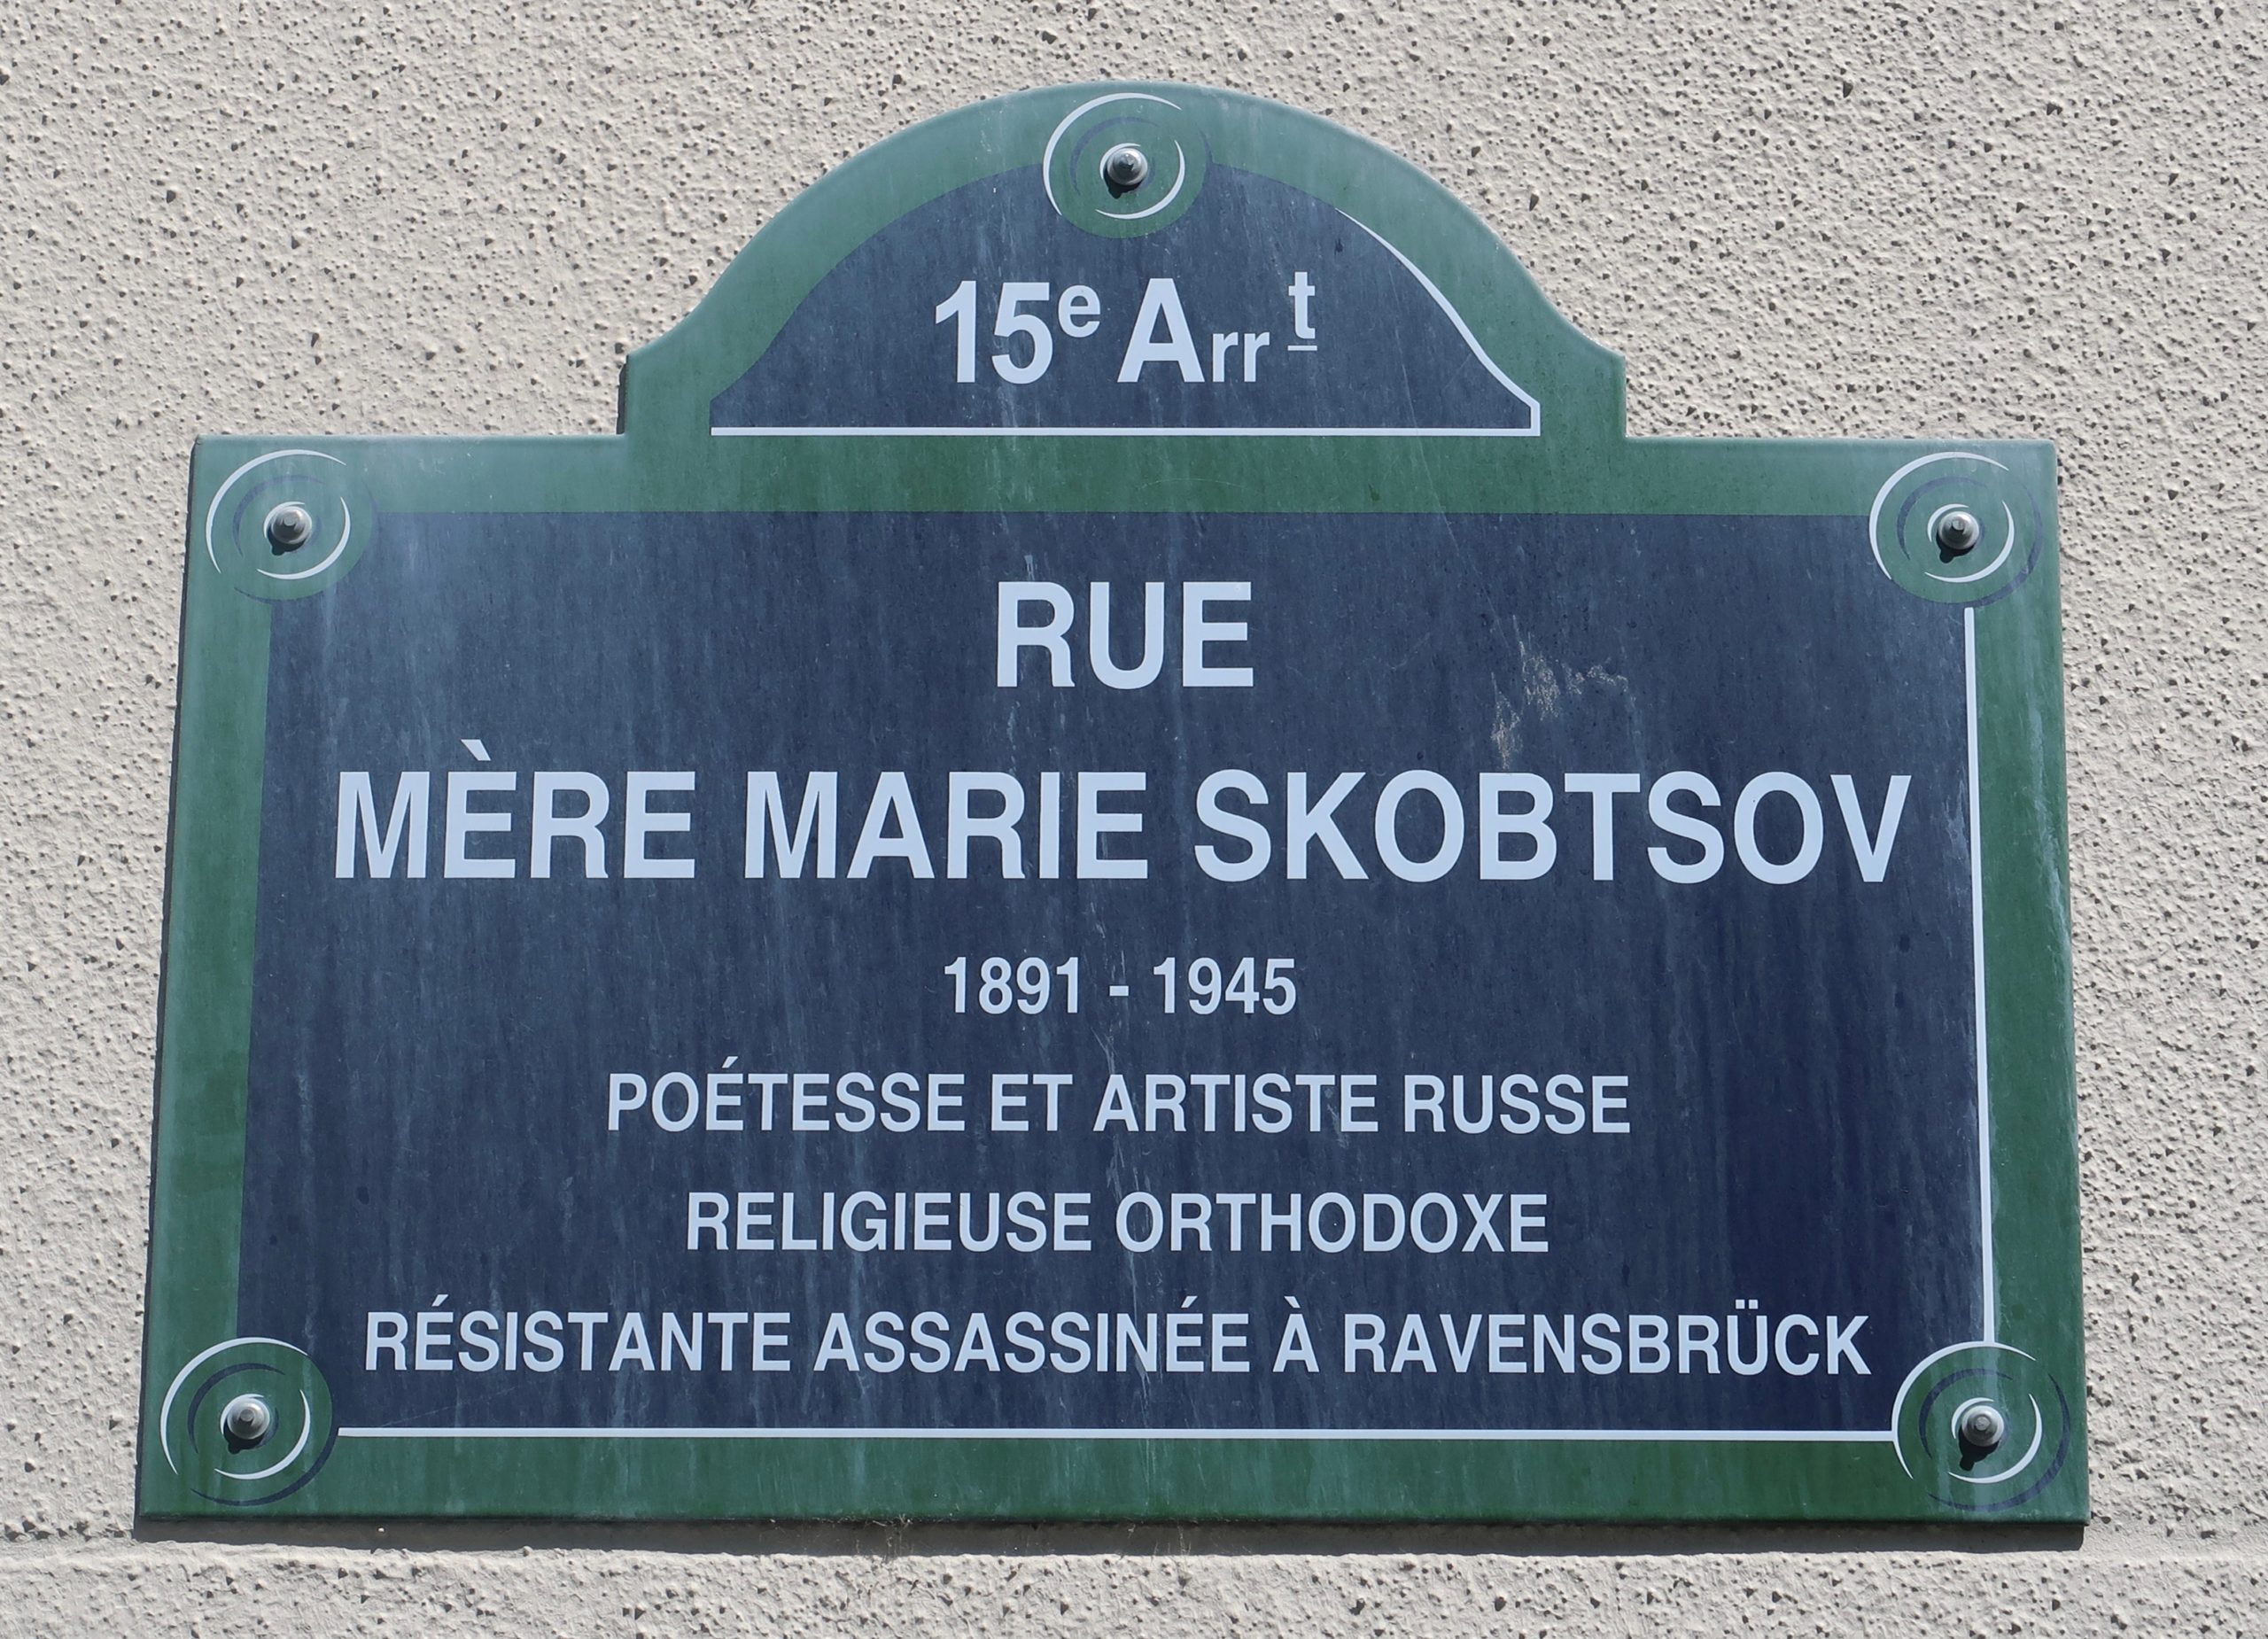 15e Arrt
RUE
MÈRE MARIE SKOBTSOV
1891 - 1945
POÉTESSE ET ARTISTE RUSSE
RELIGIEUSE ORTHODOXE
RÉSISTANTE ASSASSINÉE À RAVENSBRÜCK